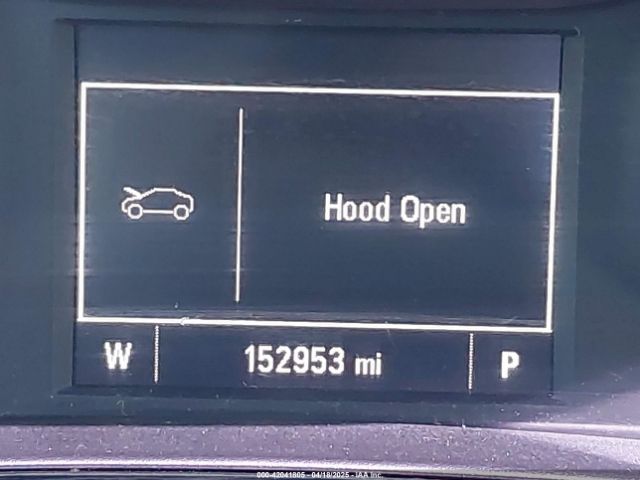 Hood Open
W 152953 mi P
000-42041805 - 04/18/2025 - IAA Inc.